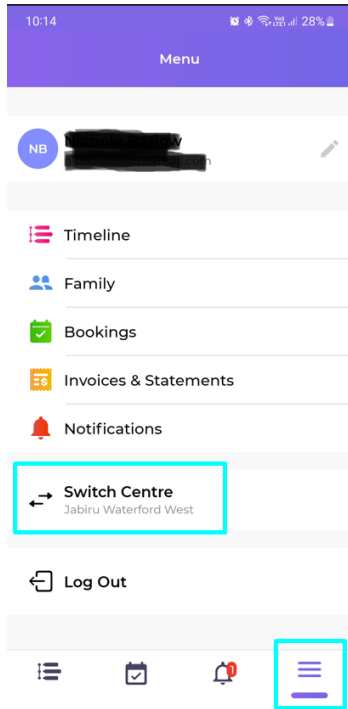 10:14
28%
Menu
NB
Timeline
Family
Bookings
Invoices & Statements
Notifications
Switch Centre
Jabiru Waterford West
Log Out
1